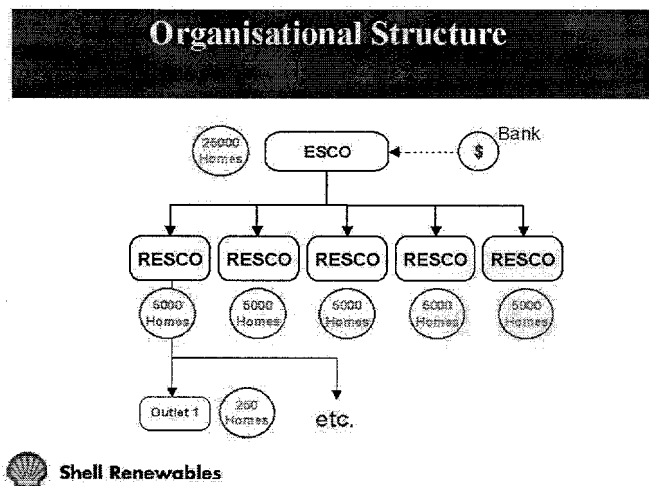 Organisational Structure
25000
Homes
ESCO
$
Bank
RESCO
RESCO
RESCO
RESCO
RESCO
5000
Homes
5000
Homes
5000
Homes
5000
Homes
5000
Homes
Outlet 1
250
Homes
etc.
Shell Renewables